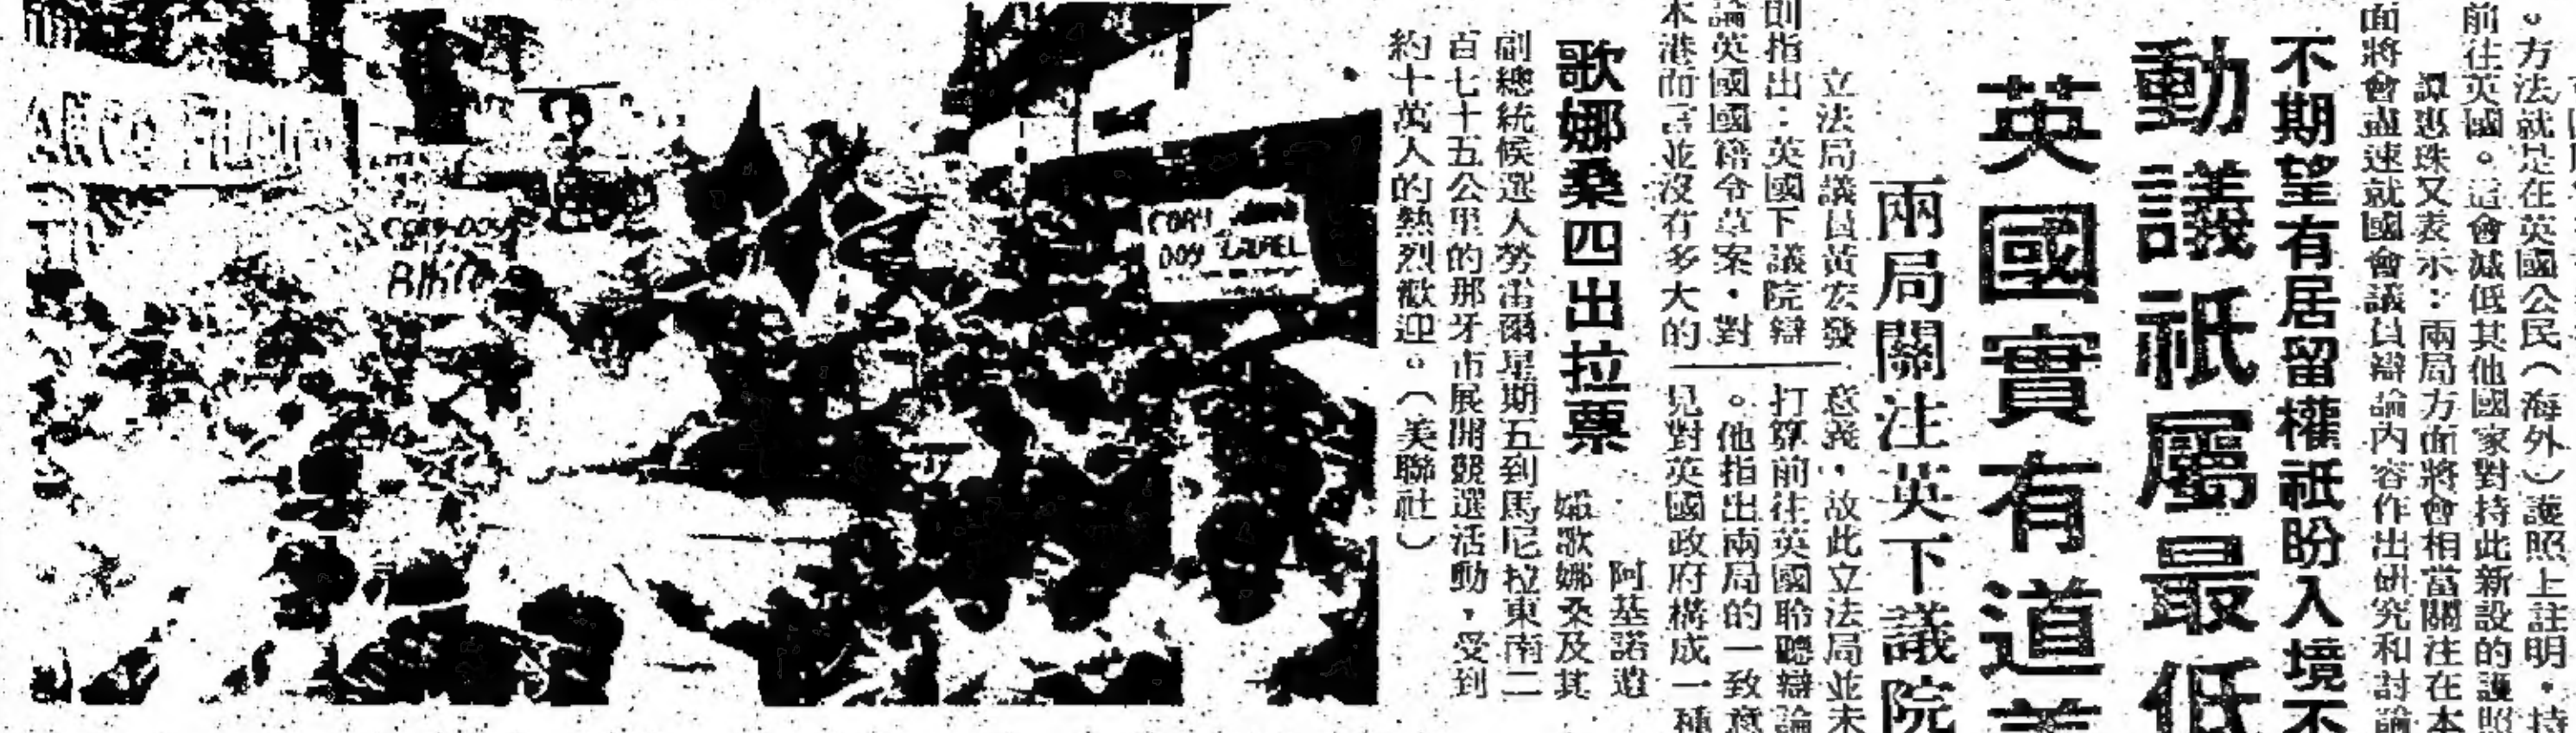 。方法就是在英國公民（海外）護照上註明，持
前往英國。這會減低其他國家對持此新設的護照
譚惠珠又表示：兩局方面將會相當關注在本
面將會盡速就國會議員辯論內容作出研究和討論
不期望有居留權祇盼入境不
動議祇屬最低
英國實有道義
兩局關注英下議院
立法局議員黃宏發
則指出：英國下議院辯
論英國國籍令草案，對
本港而言並沒有多大的
意義，故此立法局並未
打算前往英國聆聽辯論
。他指出兩局的一致意
見對英國政府構成一種
歌娜桑四出拉票
阿基諾遺
孀歌娜桑及其
副總統候選人勞雷爾星期五到馬尼拉東南二
百七十五公里的那牙市展開競選活動，受到
約十萬人的熱烈歡迎。（美聯社）
CORY-DOY
CORY
DOY LAUREL